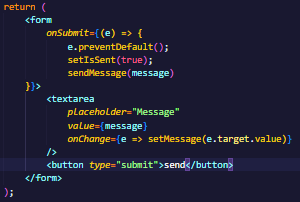 return (
    <form
        onSubmit={(e) => {
            e.preventDefault();
            setIsSent(true);
            sendMessage(message)
    }}>
        <textarea
            placeholder="Message"
            value={message}
            onChange={e => setMessage(e.target.value)}
        />
        <button type="submit">send</button>
    </form>
);